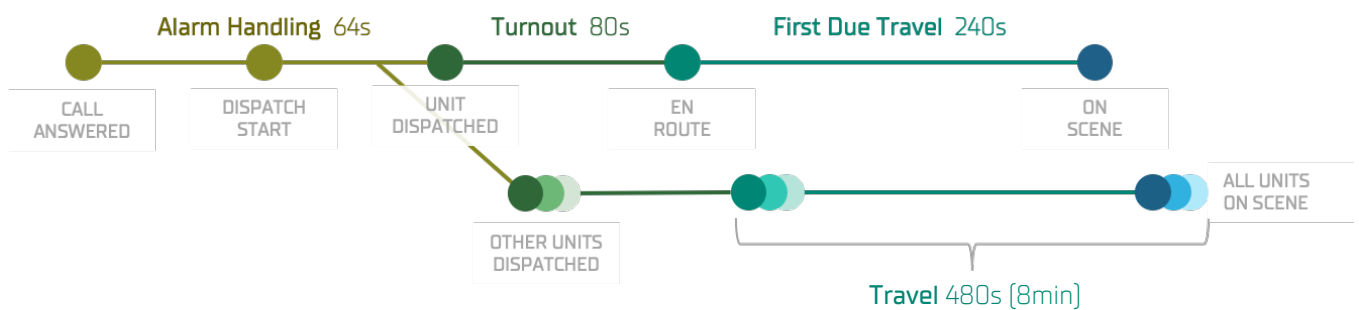 Alarm Handling 64s
Turnout 80s
First Due Travel 240s
CALL
ANSWERED
DISPATCH
START
UNIT
DISPATCHED
EN
ROUTE
ON
SCENE
OTHER UNITS
DISPATCHED
ALL UNITS
ON SCENE
Travel 480s (8min)